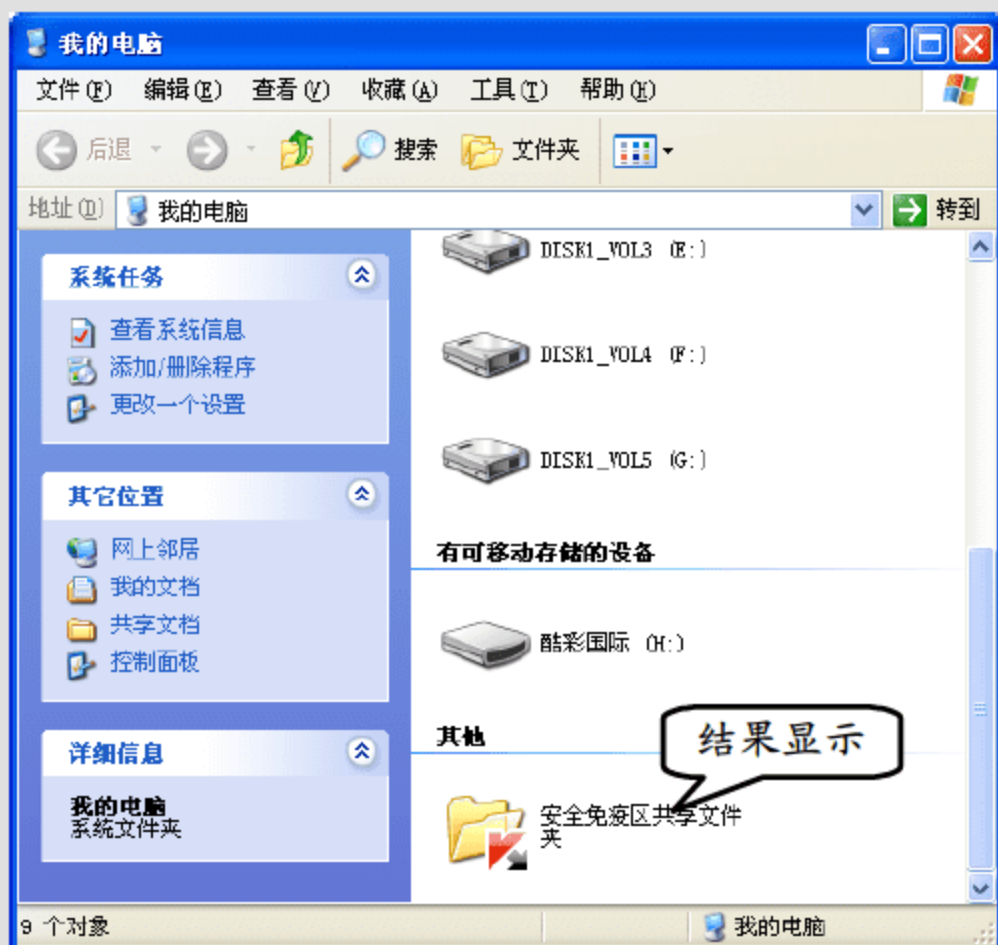 我的电脑
文件(F) 编辑(E) 查看(V) 收藏(A) 工具(T) 帮助(H)
后退 搜索 文件夹
地址(D) 我的电脑 转到
系统任务
查看系统信息
添加/删除程序
更改一个设置
其它位置
网上邻居
我的文档
共享文档
控制面板
详细信息
我的电脑
系统文件夹
DISK1_VOL3 (E:)
DISK1_VOL4 (F:)
DISK1_VOL5 (G:)
有可移动存储的设备
酷彩国际 (H:)
其他
结果显示
安全免疫区共享文件
夹
9 个对象 我的电脑